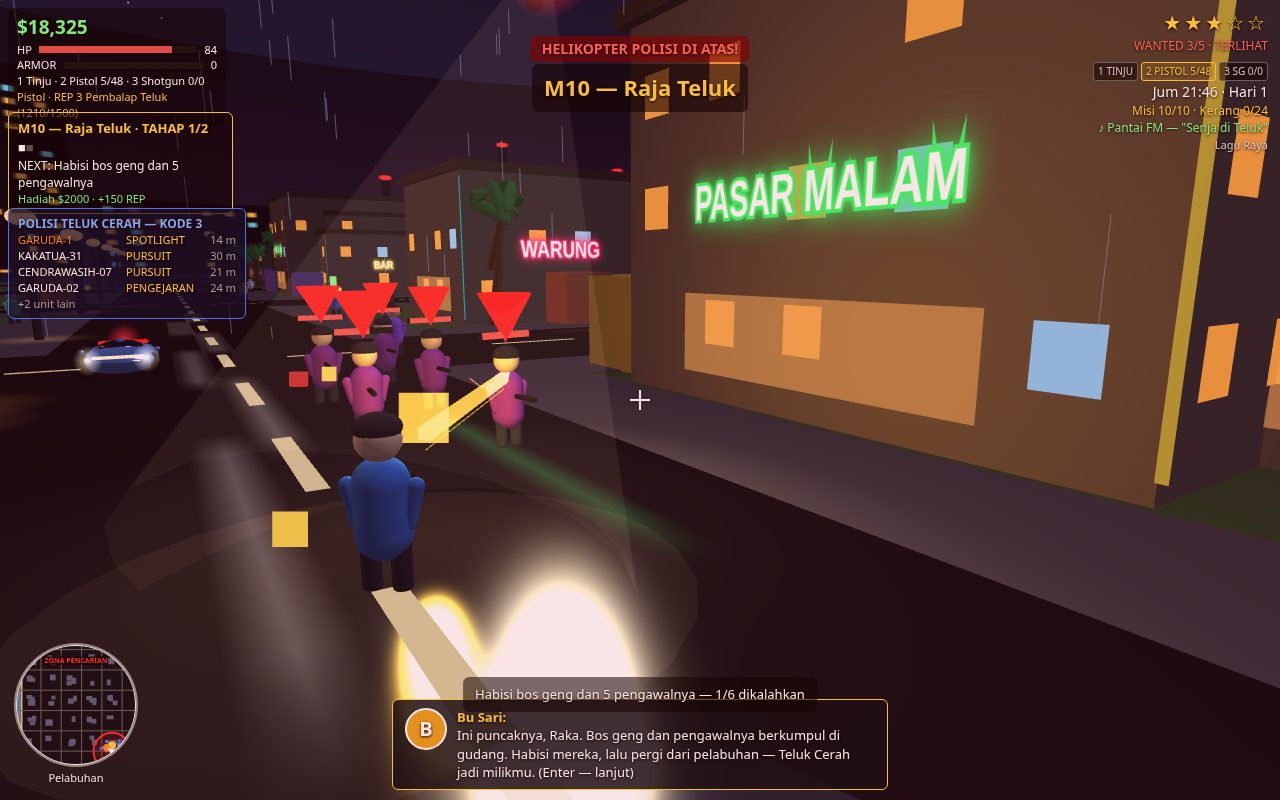 $18,325
HP 84
ARMOR 0
1 Tinju · 2 Pistol 5/48 · 3 Shotgun 0/0
Pistol · REP 3 Pembalap Teluk
(1210/1500)
M10 — Raja Teluk · TAHAP 1/2
NEXT: Habisi bos geng dan 5
pengawalnya
Hadiah $2000 · +150 REP
POLISI TELUK CERAH — KODE 3
GARUDA-1 SPOTLIGHT 14 m
KAKATUA-31 PURSUIT 30 m
CENDRAWASIH-07 PURSUIT 21 m
GARUDA-02 PENGEJARAN 24 m
+2 unit lain
HELIKOPTER POLISI DI ATAS!
M10 — Raja Teluk
★★★☆☆
WANTED 3/5 · TERLIHAT
1 TINJU 2 PISTOL 5/48 3 SG 0/0
Jum 21:46 · Hari 1
Misi 10/10 · Kerang 0/24
♪ Pantai FM — "Senja di Teluk"
Lagu Raya
PASAR MALAM
WARUNG
BAR
ZONA PENCARIAN
Pelabuhan
Habisi bos geng dan 5 pengawalnya — 1/6 dikalahkan
B
Bu Sari:
Ini puncaknya, Raka. Bos geng dan pengawalnya berkumpul di
gudang. Habisi mereka, lalu pergi dari pelabuhan — Teluk Cerah
jadi milikmu. (Enter — lanjut)